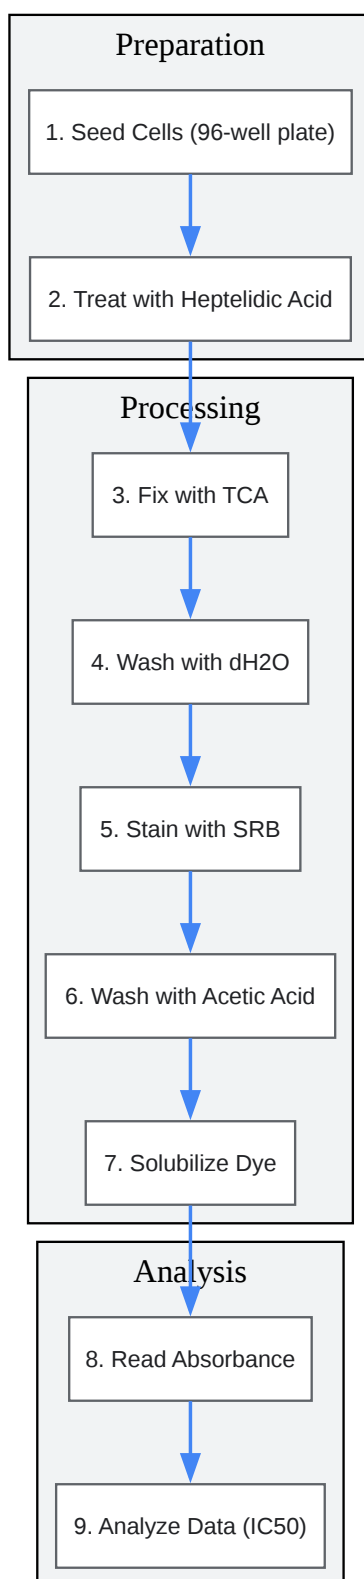 Preparation
1. Seed Cells (96-well plate)
2. Treat with Heptelidic Acid
Processing
3. Fix with TCA
4. Wash with dH2O
5. Stain with SRB
6. Wash with Acetic Acid
7. Solubilize Dye
Analysis
8. Read Absorbance
9. Analyze Data (IC50)